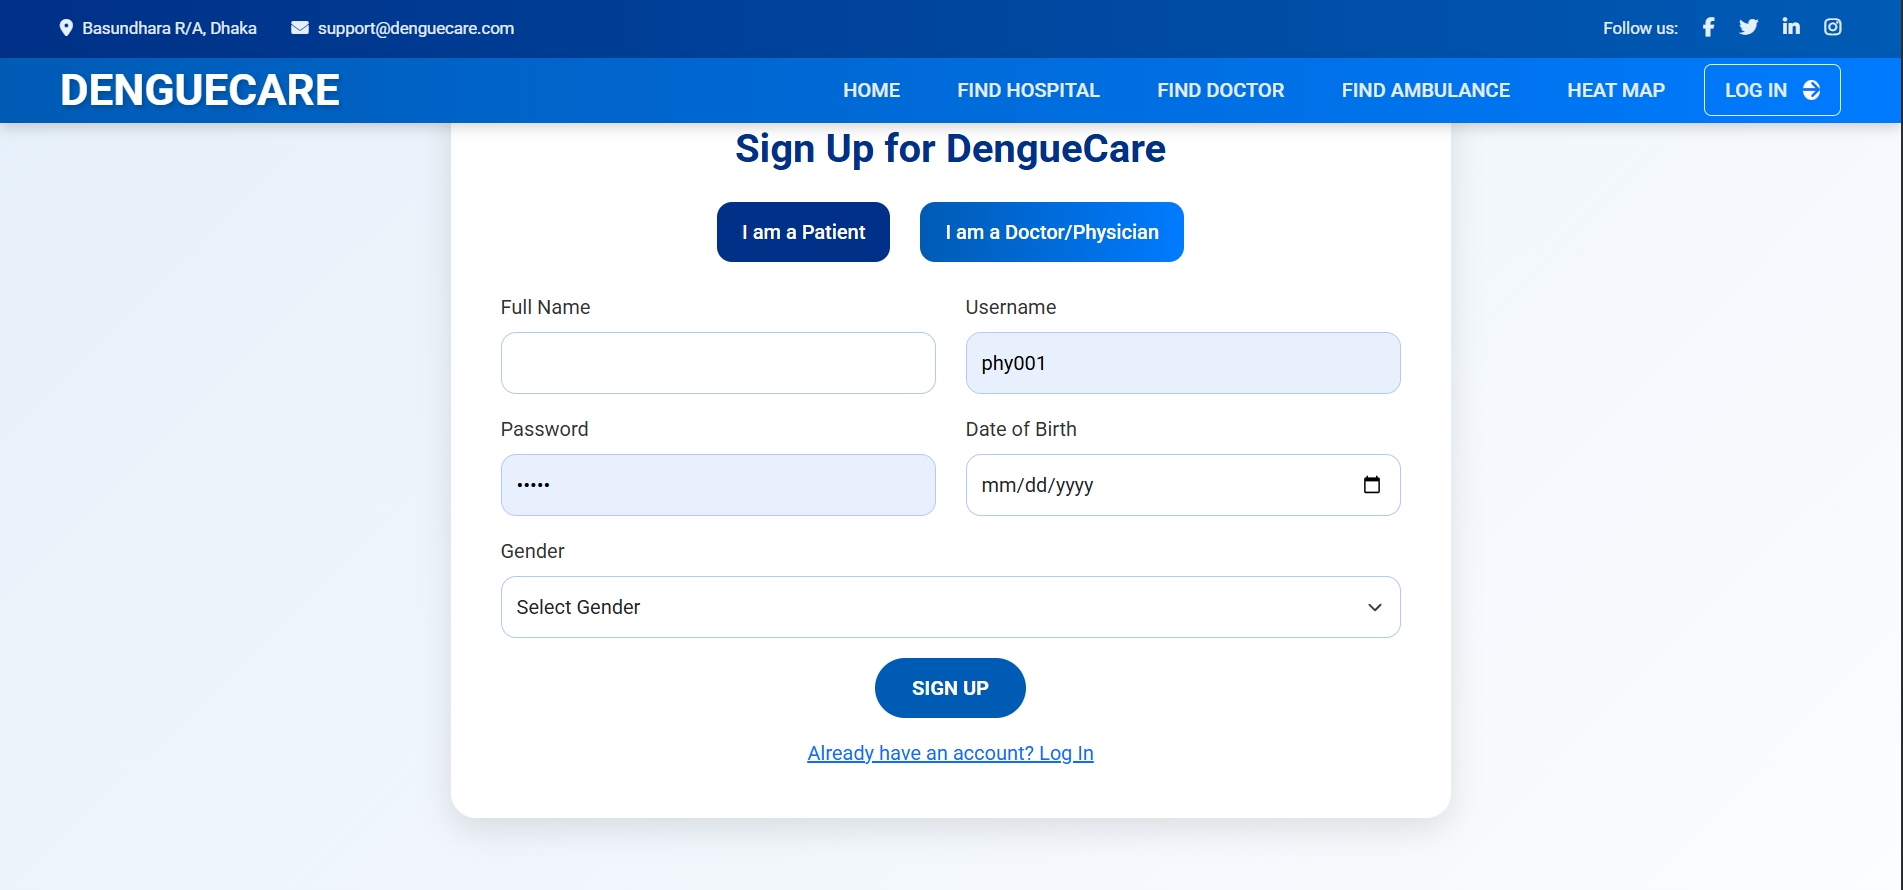 Basundhara R/A, Dhaka support@denguecare.com Follow us:
DENGUECARE HOME FIND HOSPITAL FIND DOCTOR FIND AMBULANCE HEAT MAP LOG IN
Sign Up for DengueCare
I am a Patient I am a Doctor/Physician
Full Name Username
phy001
Password Date of Birth
••••• mm/dd/yyyy
Gender
Select Gender
SIGN UP
Already have an account? Log In